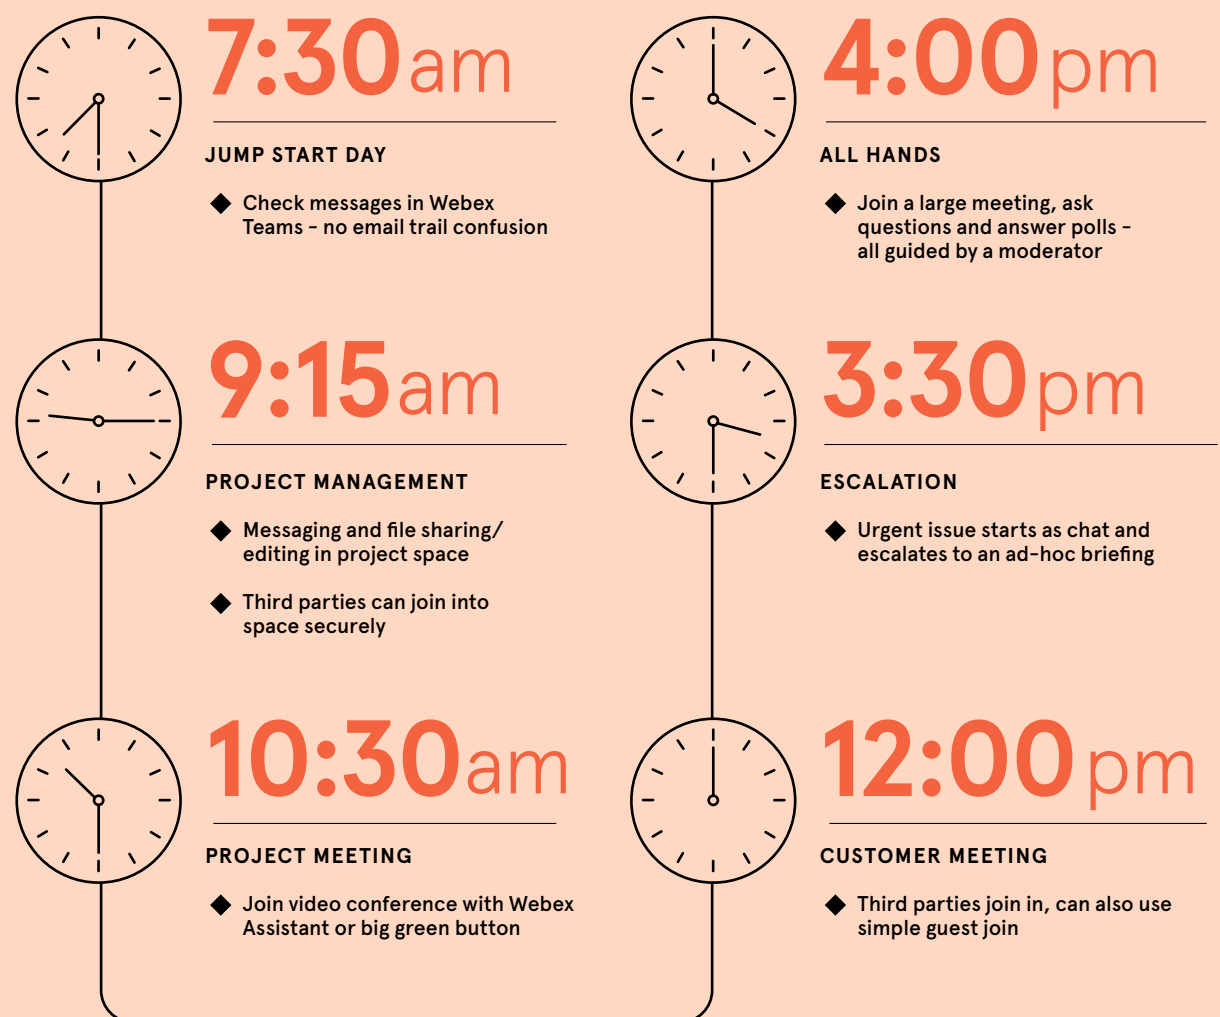 7:30am
JUMP START DAY
Check messages in Webex
Teams - no email trail confusion
9:15am
PROJECT MANAGEMENT
Messaging and file sharing/
editing in project space
Third parties can join into
space securely
10:30am
PROJECT MEETING
Join video conference with Webex
Assistant or big green button
4:00pm
ALL HANDS
Join a large meeting, ask
questions and answer polls -
all guided by a moderator
3:30pm
ESCALATION
Urgent issue starts as chat and
escalates to an ad-hoc briefing
12:00pm
CUSTOMER MEETING
Third parties join in, can also use
simple guest join